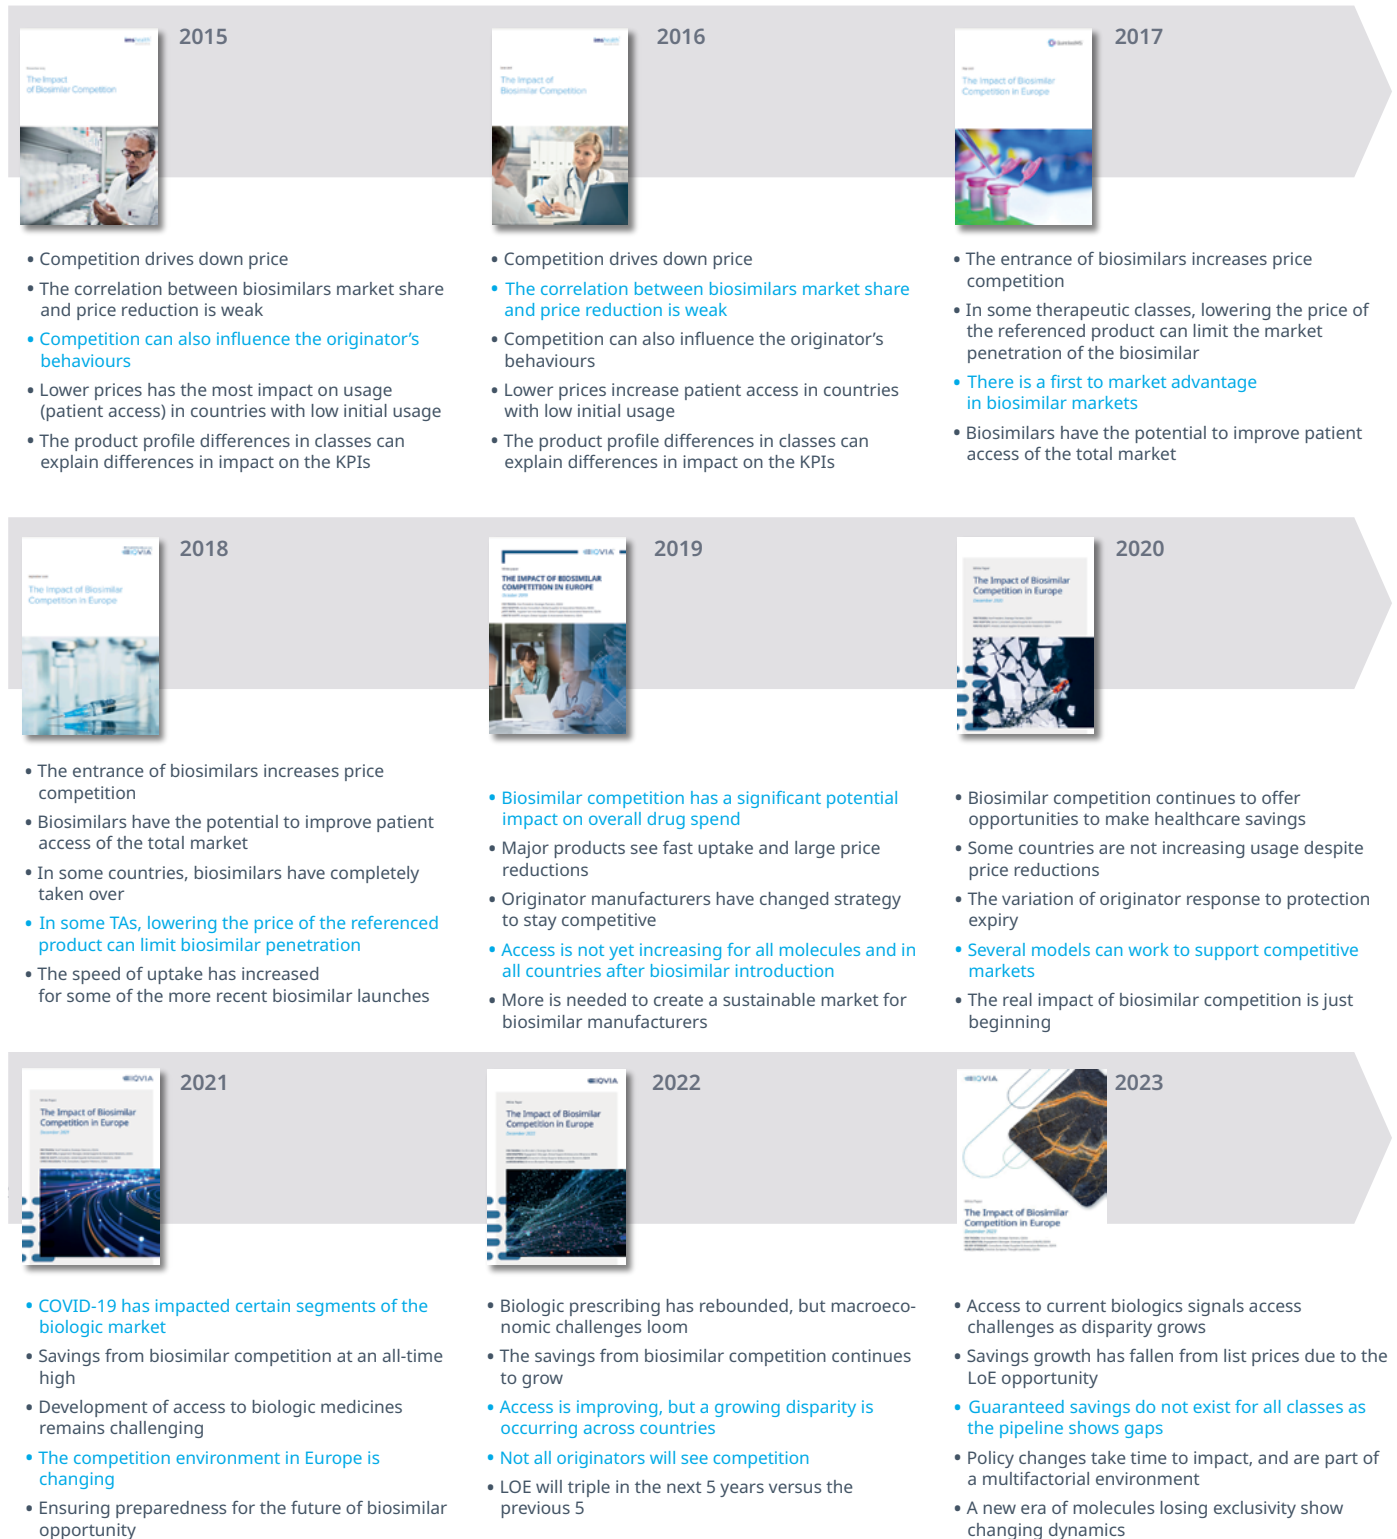 2015
imshealth
The Impact
of Biosimilar Competition
• Competition drives down price
• The correlation between biosimilars market share
and price reduction is weak
• Competition can also influence the originator’s
behaviours
• Lower prices has the most impact on usage
(patient access) in countries with low initial usage
• The product profile differences in classes can
explain differences in impact on the KPIs
2016
imshealth
The Impact of
Biosimilar Competition
• Competition drives down price
• The correlation between biosimilars market share
and price reduction is weak
• Competition can also influence the originator’s
behaviours
• Lower prices increase patient access in countries
with low initial usage
• The product profile differences in classes can
explain differences in impact on the KPIs
2017
The Impact of Biosimilar
Competition in Europe
• The entrance of biosimilars increases price
competition
• In some therapeutic classes, lowering the price of
the referenced product can limit the market
penetration of the biosimilar
• There is a first to market advantage
in biosimilar markets
• Biosimilars have the potential to improve patient
access of the total market
2018
IQVIA
The Impact of Biosimilar
Competition in Europe
• The entrance of biosimilars increases price
competition
• Biosimilars have the potential to improve patient
access of the total market
• In some countries, biosimilars have completely
taken over
• In some TAs, lowering the price of the referenced
product can limit biosimilar penetration
• The speed of uptake has increased
for some of the more recent biosimilar launches
2019
IQVIA
THE IMPACT OF BIOSIMILAR
COMPETITION IN EUROPE
• Biosimilar competition has a significant potential
impact on overall drug spend
• Major products see fast uptake and large price
reductions
• Originator manufacturers have changed strategy
to stay competitive
• Access is not yet increasing for all molecules and in
all countries after biosimilar introduction
• More is needed to create a sustainable market for
biosimilar manufacturers
2020
The Impact of Biosimilar
Competition in Europe
December 2020
• Biosimilar competition continues to offer
opportunities to make healthcare savings
• Some countries are not increasing usage despite
price reductions
• The variation of originator response to protection
expiry
• Several models can work to support competitive
markets
• The real impact of biosimilar competition is just
beginning
2021
IQVIA
The Impact of Biosimilar
Competition in Europe
December 2021
• COVID-19 has impacted certain segments of the
biologic market
• Savings from biosimilar competition at an all-time
high
• Development of access to biologic medicines
remains challenging
• The competition environment in Europe is
changing
• Ensuring preparedness for the future of biosimilar
opportunity
2022
IQVIA
The Impact of Biosimilar
Competition in Europe
December 2022
• Biologic prescribing has rebounded, but macroeco-
nomic challenges loom
• The savings from biosimilar competition continues
to grow
• Access is improving, but a growing disparity is
occurring across countries
• Not all originators will see competition
• LOE will triple in the next 5 years versus the
previous 5
2023
IQVIA
The Impact of Biosimilar
Competition in Europe
December 2023
• Access to current biologics signals access
challenges as disparity grows
• Savings growth has fallen from list prices due to the
LoE opportunity
• Guaranteed savings do not exist for all classes as
the pipeline shows gaps
• Policy changes take time to impact, and are part of
a multifactorial environment
• A new era of molecules losing exclusivity show
changing dynamics